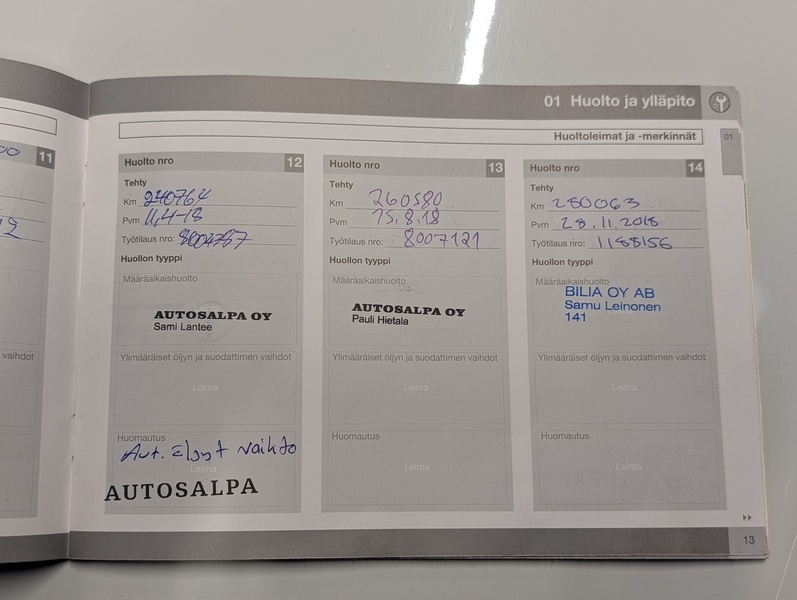 01 Huolto ja ylläpito
Huoltoleimat ja -merkinnät
01
11
vaihdot
Huolto nro 12
Tehty
Km 240764
Pvm 11.4-18
Työtilaus nro:
Huollon tyyppi
Määräaikaishuolto
Leima
AUTOSALPA OY
Sami Lantee
Ylimääräiset öljyn ja suodattimen vaihdot
Leima
Huomautus
Aut. öljyt vaihto
Leima
AUTOSALPA
Huolto nro 13
Tehty
Km 260580
Pvm 15.8.18
Työtilaus nro: 8007121
Huollon tyyppi
Määräaikaishuolto
AUTOSALPA OY
Pauli Hietala
Ylimääräiset öljyn ja suodattimen vaihdot
Leima
Huomautus
Leima
Huolto nro 14
Tehty
Km 280063
Pvm 28.11.2018
Työtilaus nro: 1188156
Huollon tyyppi
Määräaikaishuolto
BILIA OY AB
Samu Leinonen
141
Ylimääräiset öljyn ja suodattimen vaihdot
Leima
Huomautus
Leima
13